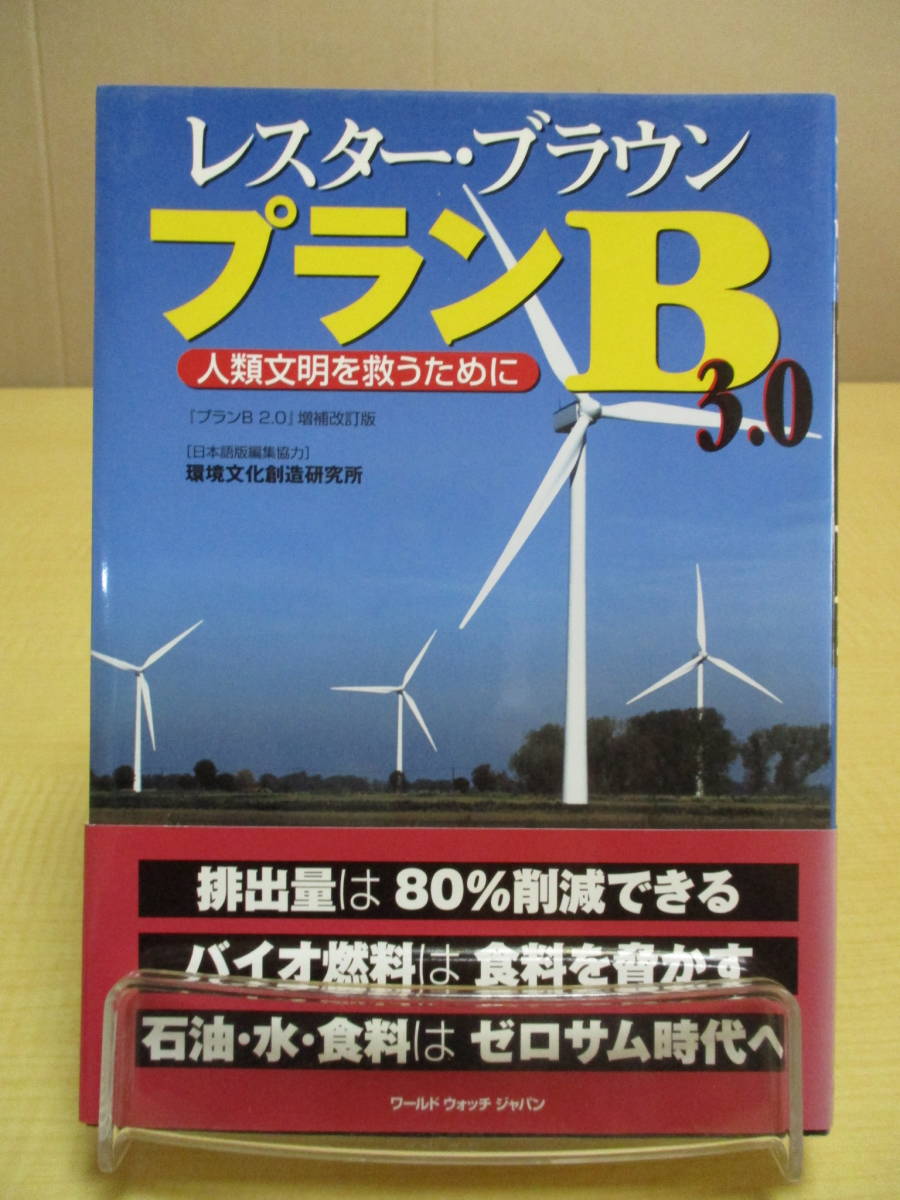 レスター・ブラウン
プランB
3.0
人類文明を救うために
「プランB 2.0」増補改訂版
［日本語版編集協力］
環境文化創造研究所
排出量は 80%削減できる
バイオ燃料は 食料を脅かす
石油・水・食料は ゼロサム時代へ
ワールド ウォッチ ジャパン